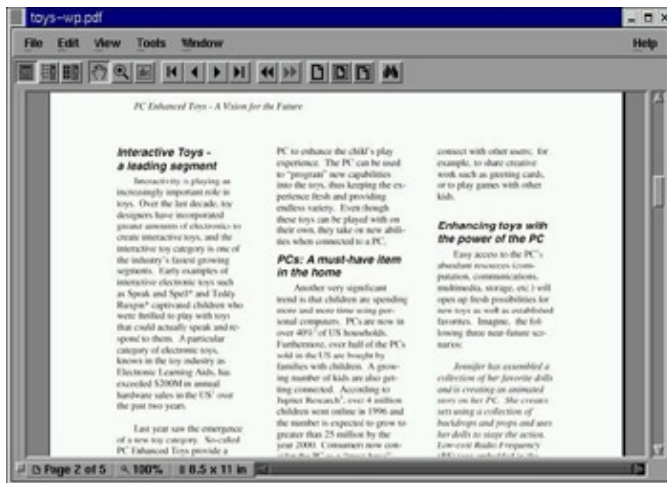 toys-wp.pdf
File Edit View Tools Window Help
PC Enhanced Toys - A Vision for the Future
Interactive Toys -
a leading segment
Interactivity is playing an
increasingly important role in
toys. Over the last decade, toy
designers have incorporated
greater amounts of electronics to
create interactive toys, and the
interactive toy category is one of
the industry's fastest growing
segments. Early examples of
interactive electronic toys such
as Speak and Spell* and Teddy
Ruxpin* captivated children who
were thrilled to play with toys
that could actually speak and re-
spond to them. A particular
category of electronic toys,
known in the toy industry as
Electronic Learning Aids, has
exceeded $200M in annual
hardware sales in the US over
the past two years.
Last year saw the emergence
of a new toy category. So-called
PC Enhanced Toys provide a
PC to enhance the child's play
experience. The PC can be used
to "program" new capabilities
into the toys, thus keeping the ex-
perience fresh and providing
endless variety. Even though
these toys can be played with on
their own, they take on new abili-
ties when connected to a PC.
PCs: A must-have item
in the home
Another very significant
trend is that children are spending
more and more time using per-
sonal computers. PCs are now in
over 40% of US households.
Furthermore, over half of the PCs
sold in the US are bought by
families with children. A grow-
ing number of kids are also get-
ting connected. According to
Jupiter Research, over 4 million
children went online in 1996 and
the number is expected to grow to
greater than 25 million by the
year 2000. Consumers now con-
sider the PC a "must have"
connect with other users; for
example, to share creative
work such as greeting cards,
or to play games with other
kids.
Enhancing toys with
the power of the PC
Easy access to the PC's
abundant resources (com-
putation, communications,
multimedia, storage, etc.) will
open up fresh possibilities for
new toys as well as established
favorites. Imagine, the fol-
lowing three near-future sce-
narios:
Jennifer has assembled a
collection of her favorite dolls
and is creating an animated
story on her PC. She creates
sets using a collection of
backdrops and props and uses
her dolls to stage the action.
Low-cost Radio Frequency
Page 2 of 5 100% 8.5 x 11 in